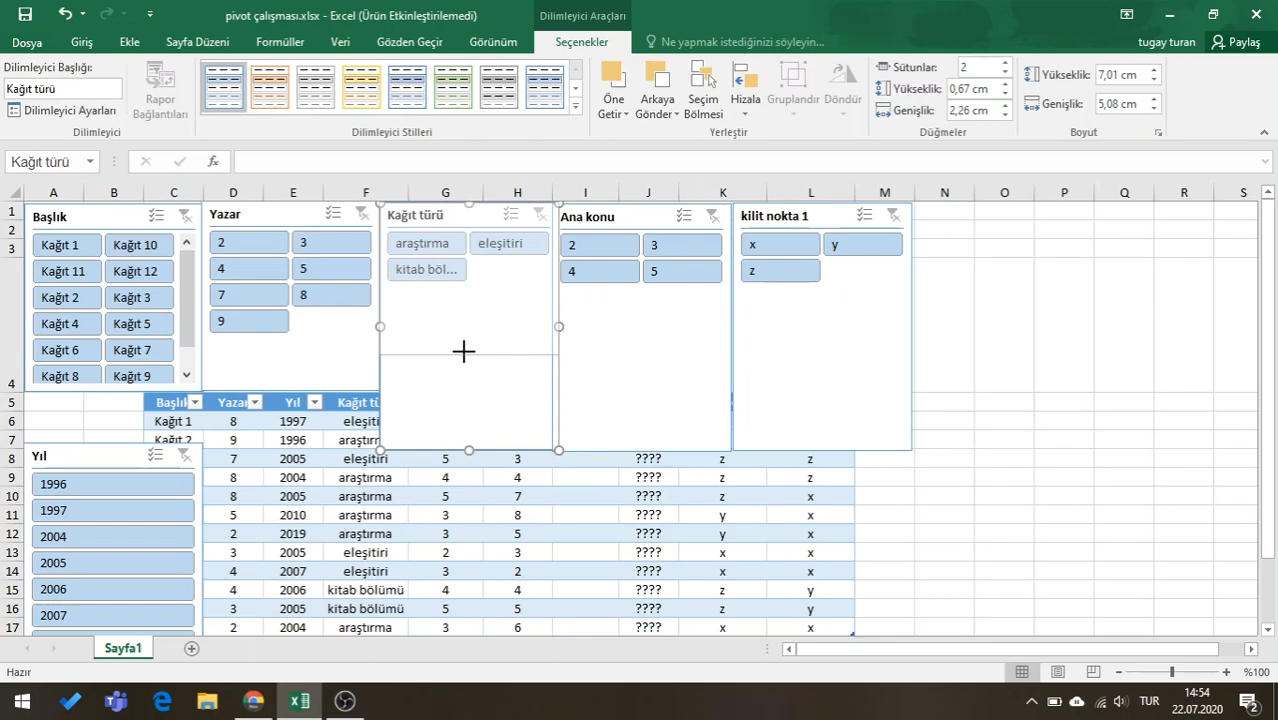 pivot çalışması.xlsx - Excel (Ürün Etkinleştirilemedi)
Dilimleyici Araçları
Dosya Giriş Ekle Sayfa Düzeni Formüller Veri Gözden Geçir Görünüm Seçenekler Ne yapmak istediğinizi söyleyin... tugay turan Paylaş
Dilimleyici Başlığı:
Kağıt türü
Dilimleyici Ayarları
Dilimleyici
Rapor Bağlantıları
Dilimleyici Stilleri
Öne Getir
Arkaya Gönder
Seçim Bölmesi
Hizala
Gruplandır
Döndür
Yerleştir
Sütunlar: 2
Yükseklik: 0,67 cm
Genişlik: 2,26 cm
Düğmeler
Yükseklik: 7,01 cm
Genişlik: 5,08 cm
Boyut
Kağıt türü fx
A B C D E F G H I J K L M N O P Q R S
1
2
3
4
Başlık
Kağıt 1 Kağıt 10
Kağıt 11 Kağıt 12
Kağıt 2 Kağıt 3
Kağıt 4 Kağıt 5
Kağıt 6 Kağıt 7
Kağıt 8 Kağıt 9
Yazar
2 3
4 5
7 8
9
Kağıt türü
araştırma eleşitiri
kitab böl...
Ana konu
2 3
4 5
kilit nokta 1
x y
z
5 Başlık Yazar Yıl Kağıt tü
6 Kağıt 1 8 1997 eleşiti
7 Kağıt 2 9 1996 araştırr
8 7 2005 eleşitiri 5 3 ???? z z
9 8 2004 araştırma 4 4 ???? z z
10 8 2005 araştırma 5 7 ???? z x
11 5 2010 araştırma 3 8 ???? y x
12 2 2019 araştırma 3 5 ???? y x
13 3 2005 eleşitiri 2 3 ???? x x
14 4 2007 eleşitiri 3 2 ???? x x
15 4 2006 kitab bölümü 4 4 ???? z y
16 3 2005 kitab bölümü 5 5 ???? z y
17 2 2004 araştırma 3 6 ???? x x
Yıl
1996
1997
2004
2005
2006
2007
Sayfa1
Hazır
%100
TUR
14:54
22.07.2020
2